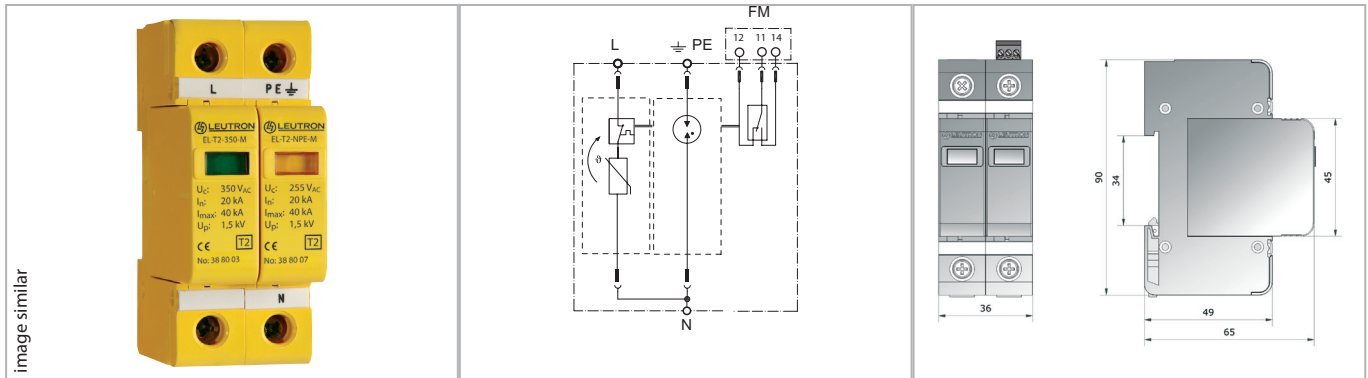 image similar
L
PE
LEUTRON
EL-T2-350-M
Uc: 350 VAC
In: 20 kA
Imax: 40 kA
Up: 1,5 kV
CE T2
No: 38 80 03
LEUTRON
EL-T2-NPE-M
Uc: 255 VAC
In: 20 kA
Imax: 40 kA
Up: 1,5 kV
CE T2
No: 38 80 07
N
FM
12 11 14
L
PE
ϑ
N
90
34
45
36
49
65